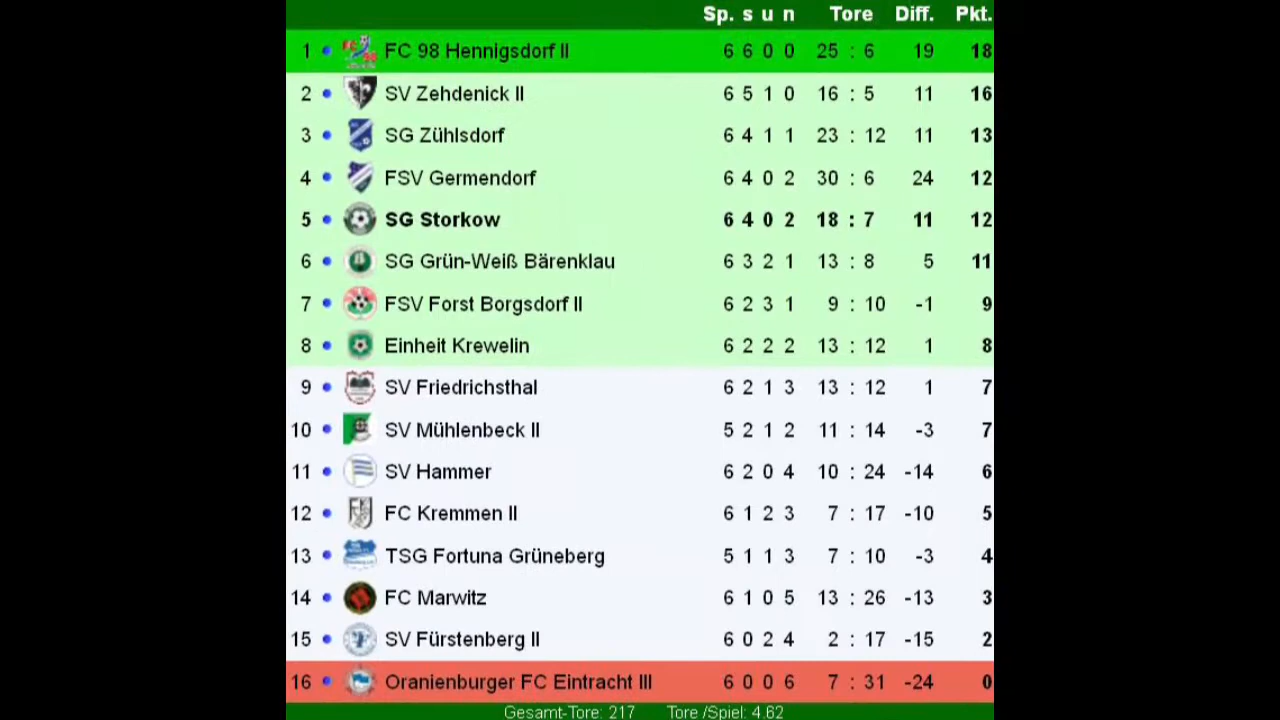 Sp. s u n Tore Diff. Pkt.
1 FC 98 Hennigsdorf II 6 6 0 0 25 : 6 19 18
2 SV Zehdenick II 6 5 1 0 16 : 5 11 16
3 SG Zühlsdorf 6 4 1 1 23 : 12 11 13
4 FSV Germendorf 6 4 0 2 30 : 6 24 12
5 SG Storkow 6 4 0 2 18 : 7 11 12
6 SG Grün-Weiß Bärenklau 6 3 2 1 13 : 8 5 11
7 FSV Forst Borgsdorf II 6 2 3 1 9 : 10 -1 9
8 Einheit Krewelin 6 2 2 2 13 : 12 1 8
9 SV Friedrichsthal 6 2 1 3 13 : 12 1 7
10 SV Mühlenbeck II 5 2 1 2 11 : 14 -3 7
11 SV Hammer 6 2 0 4 10 : 24 -14 6
12 FC Kremmen II 6 1 2 3 7 : 17 -10 5
13 TSG Fortuna Grüneberg 5 1 1 3 7 : 10 -3 4
14 FC Marwitz 6 1 0 5 13 : 26 -13 3
15 SV Fürstenberg II 6 0 2 4 2 : 17 -15 2
16 Oranienburger FC Eintracht III 6 0 0 6 7 : 31 -24 0
Gesamt-Tore: 217 Tore /Spiel: 4.62